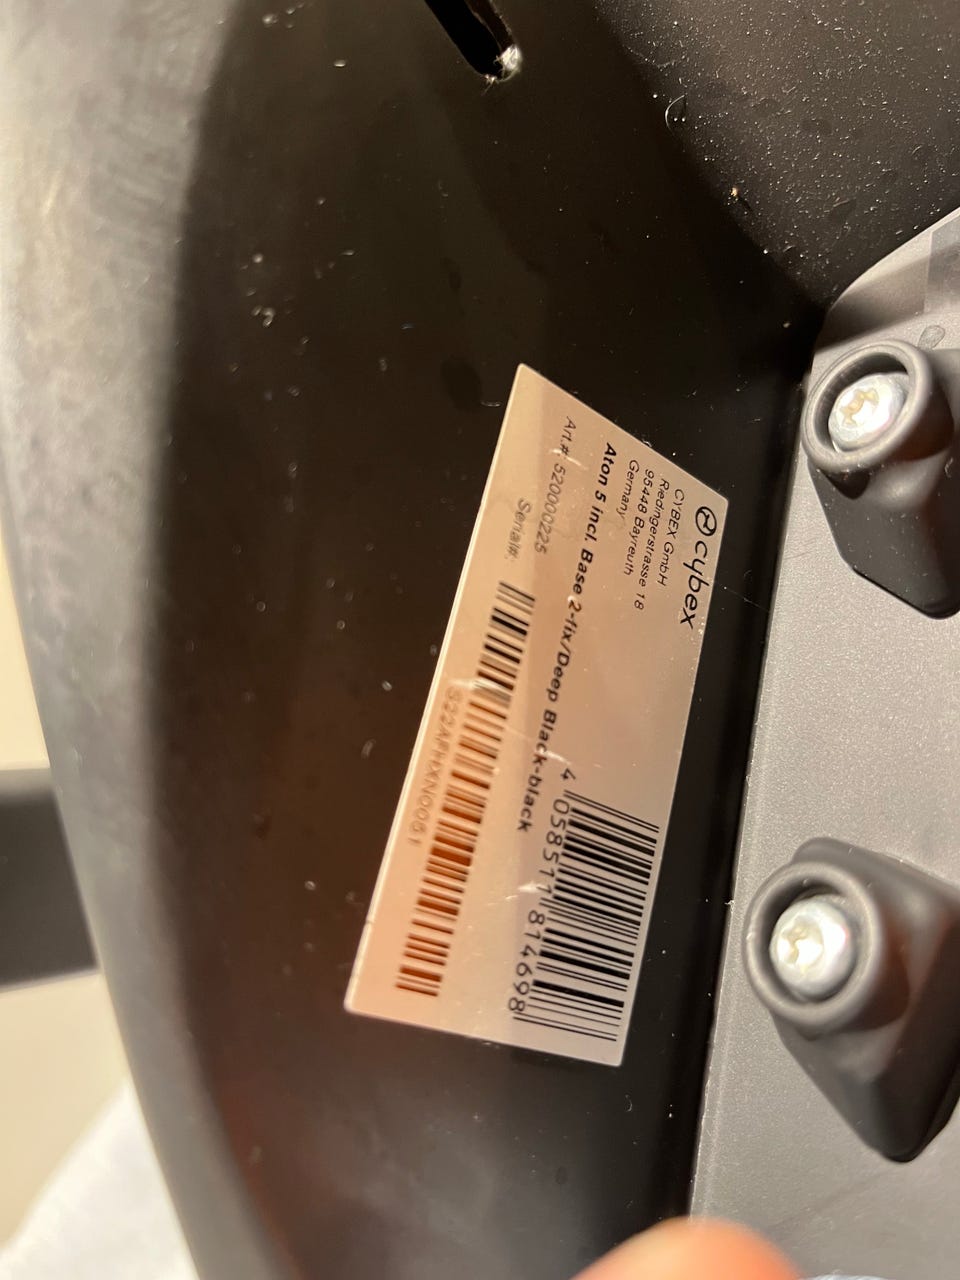 cybex
CYBEX GmbH
Redingerstrasse 18
95448 Bayreuth
Germany
4 058511 814698
Aton 5 incl. Base 2-fix/Deep Black-black
Art.#: 520000225
Serial#: